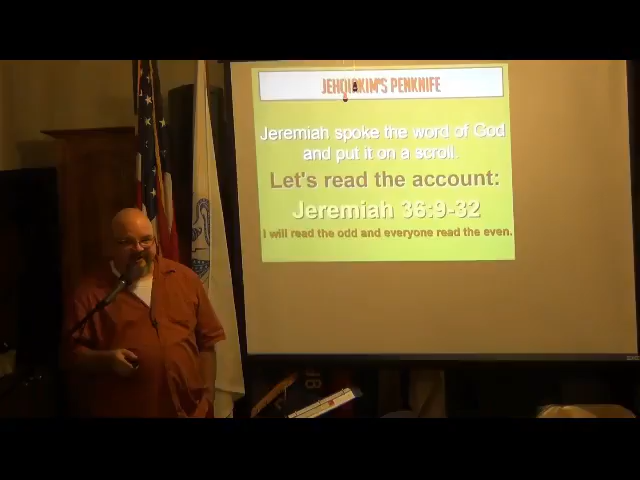 JEHOIAKIM'S PENKNIFE
Jeremiah spoke the word of God
and put it on a scroll.
Let's read the account:
Jeremiah 36:9-32
I will read the odd and everyone read the even.